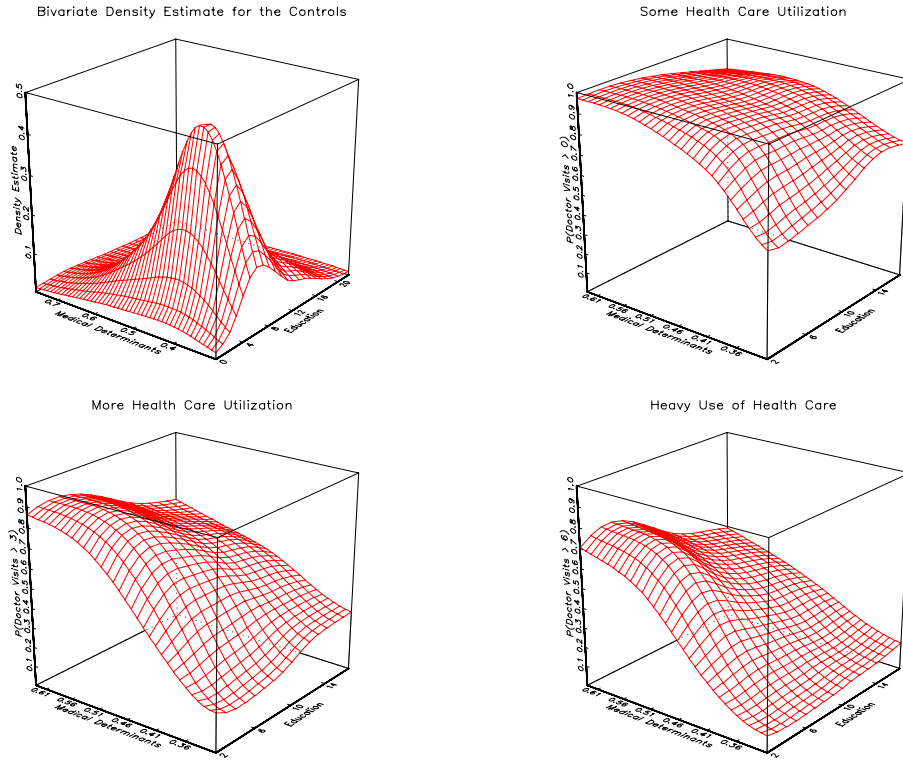 Bivariate Density Estimate for the Controls
Density Estimate
0.1 0.2 0.3 0.4 0.5
Medical Determinants
0.7 0.6 0.5 0.4
Education
0 4 8 12 16 20
Some Health Care Utilization
P(Doctor Visits > 0)
0.1 0.2 0.3 0.4 0.5 0.6 0.7 0.8 0.9 1.0
Medical Determinants
0.61 0.56 0.51 0.46 0.41 0.36
Education
2 6 10 14
More Health Care Utilization
P(Doctor Visits > 3)
0.1 0.2 0.3 0.4 0.5 0.6 0.7 0.8 0.9 1.0
Medical Determinants
0.61 0.56 0.51 0.46 0.41 0.36
Education
2 6 10 14
Heavy Use of Health Care
P(Doctor Visits > 6)
0.1 0.2 0.3 0.4 0.5 0.6 0.7 0.8 0.9 1.0
Medical Determinants
0.61 0.56 0.51 0.46 0.41 0.36
Education
2 6 10 14